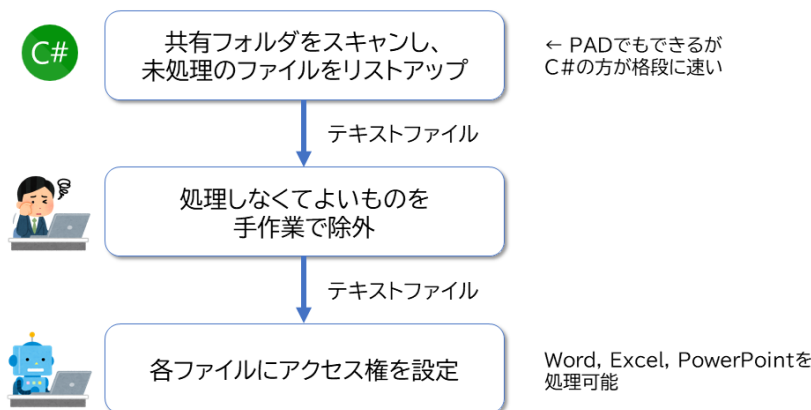 C#
共有フォルダをスキャンし、
未処理のファイルをリストアップ
← PADでもできるが
C#の方が格段に速い
テキストファイル
処理しなくてよいものを
手作業で除外
テキストファイル
各ファイルにアクセス権を設定
Word, Excel, PowerPointを
処理可能